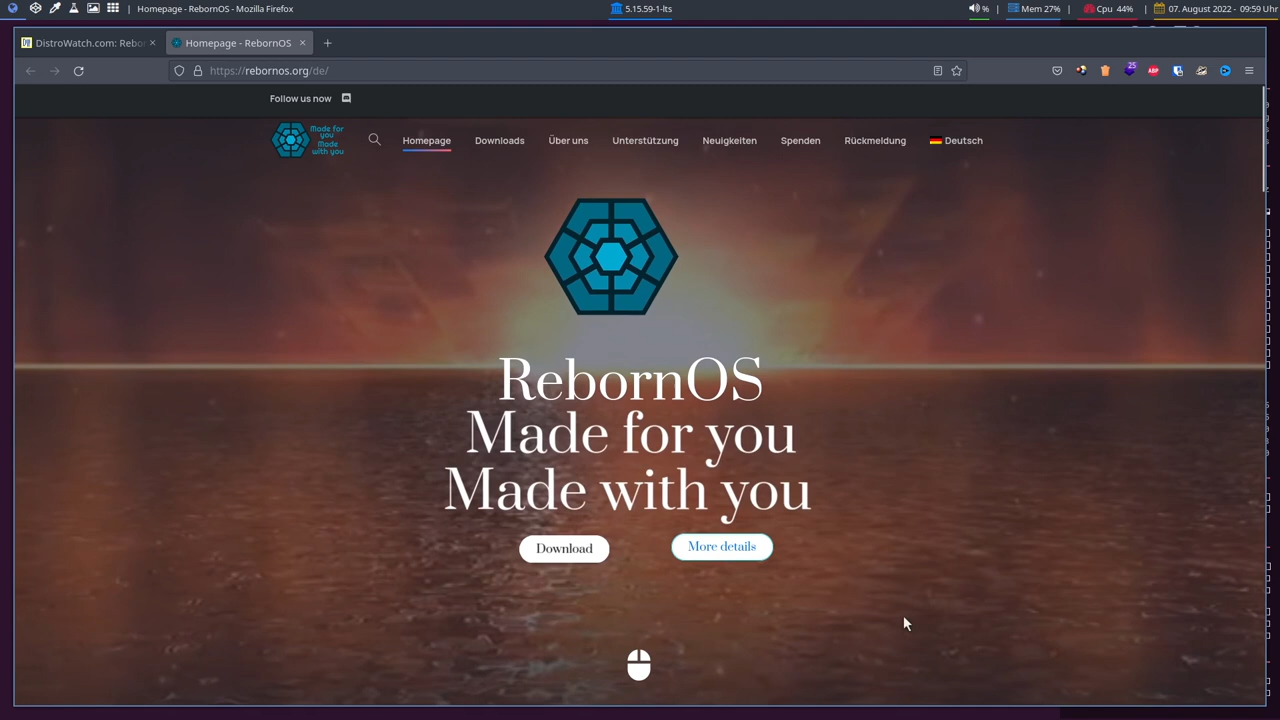 | Homepage - RebornOS - Mozilla Firefox
5.15.59-1-lts
% | Mem 27% | Cpu 44% | 07. August 2022 - 09:59 Uhr
DistroWatch.com: Rebo
Homepage - RebornOS
https://rebornos.org/de/
25
ABP
Follow us now
Made for
you
Made
with you
Homepage
Downloads
Über uns
Unterstützung
Neuigkeiten
Spenden
Rückmeldung
Deutsch
RebornOS
Made for you
Made with you
Download
More details